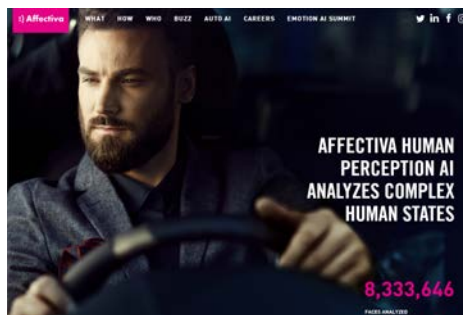 Affectiva
WHAT HOW WHO BUZZ AUTO AI CAREERS EMOTION AI SUMMIT
AFFECTIVA HUMAN
PERCEPTION AI
ANALYZES COMPLEX
HUMAN STATES
8,333,646
FACES ANALYZED